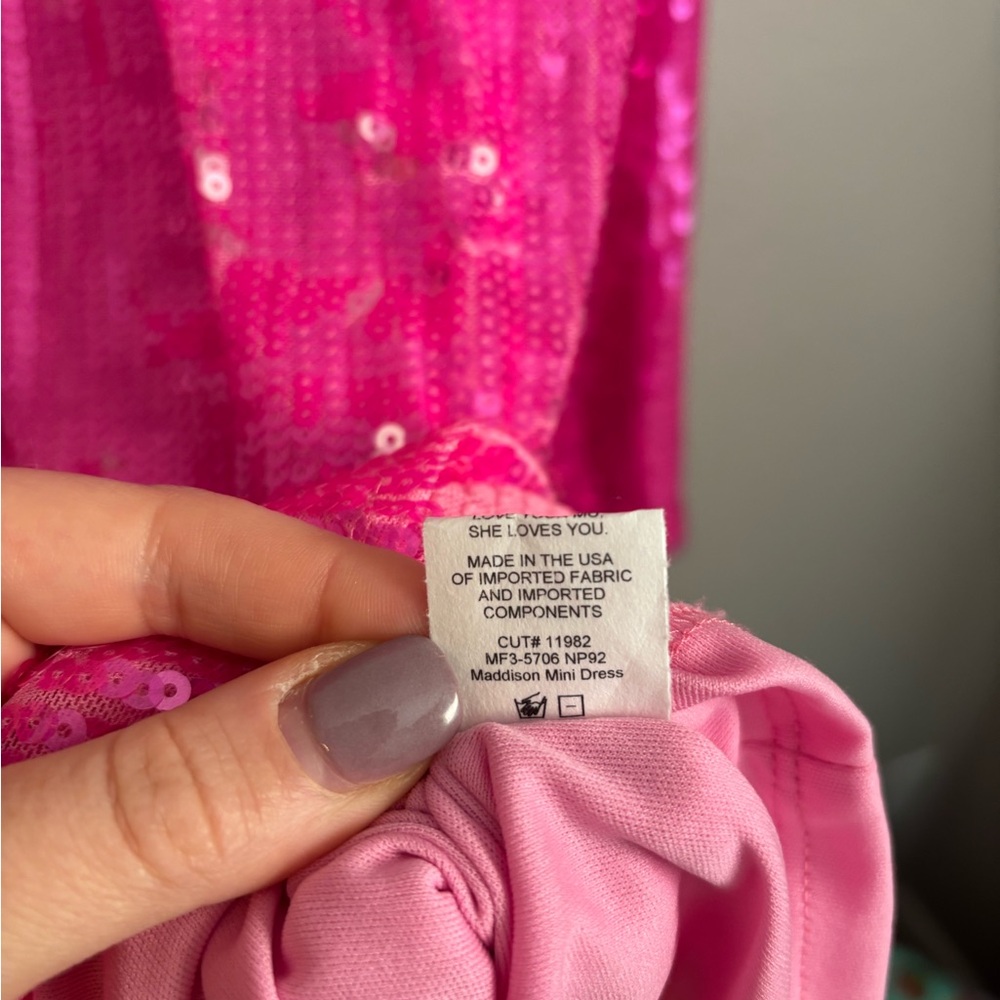 SHE LOVES YOU.
MADE IN THE USA
OF IMPORTED FABRIC
AND IMPORTED
COMPONENTS
CUT# 11982
MF3-5706 NP92
Maddison Mini Dress